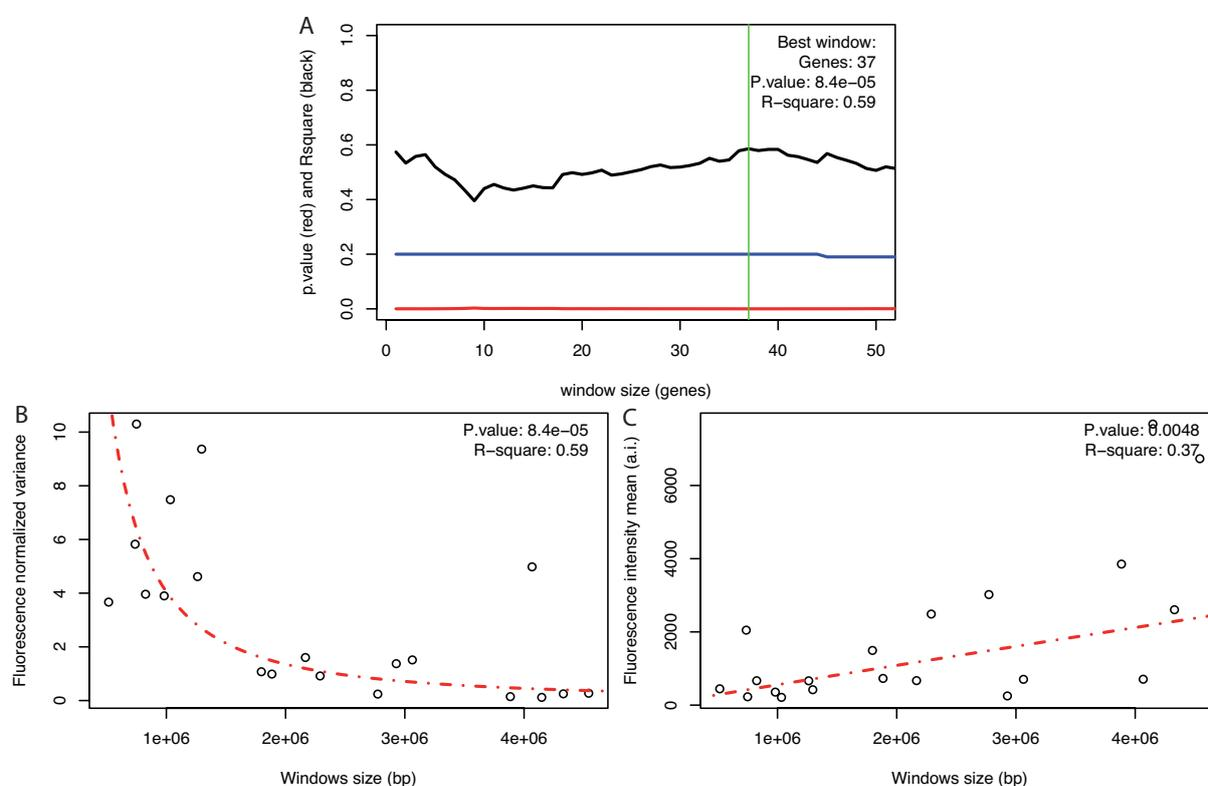 A
p.value (red) and Rsquare (black)
1.0
0.8
0.6
0.4
0.2
0.0
Best window:
Genes: 37
P.value: 8.4e−05
R−square: 0.59
0 10 20 30 40 50
window size (genes)
B
Fluorescence normalized variance
10
8
6
4
2
0
P.value: 8.4e−05
R−square: 0.59
1e+06 2e+06 3e+06 4e+06
Windows size (bp)
C
Fluorescence intensity mean (a.i.)
6000
4000
2000
0
P.value: 0.0048
R−square: 0.37
1e+06 2e+06 3e+06 4e+06
Windows size (bp)